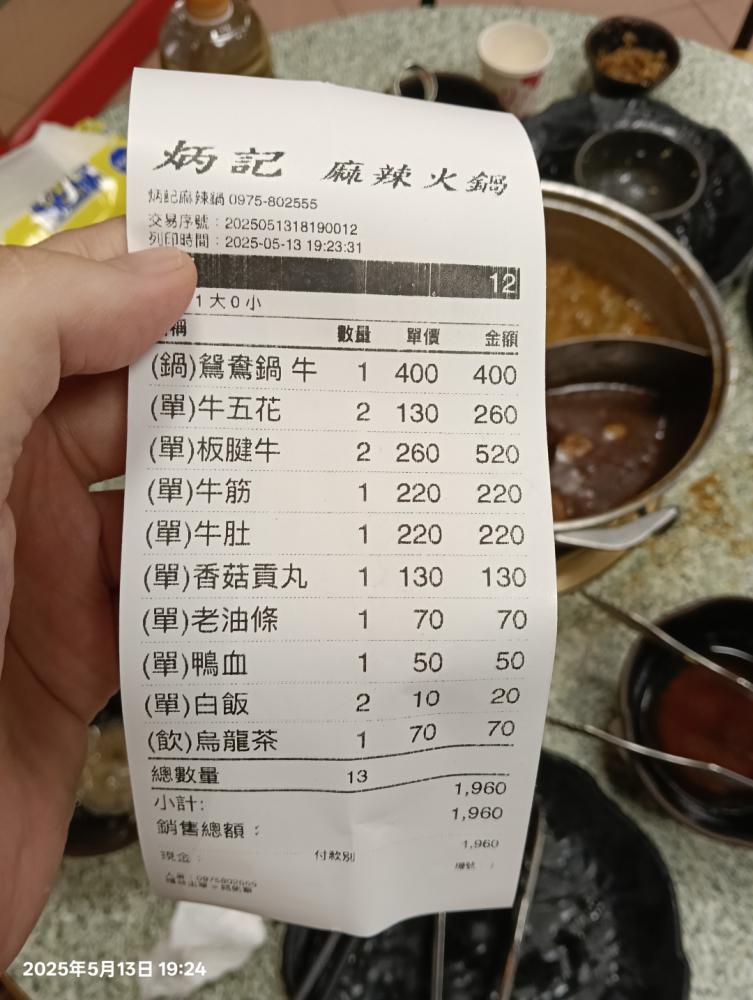 炳記 麻辣火鍋
炳記麻辣鍋 0975-802555
交易序號：2025051318190012
列印時間：2025-05-13 19:23:31
12
1大0小
稱 數量 單價 金額
(鍋)鴛鴦鍋 牛 1 400 400
(單)牛五花 2 130 260
(單)板腱牛 2 260 520
(單)牛筋 1 220 220
(單)牛肚 1 220 220
(單)香菇貢丸 1 130 130
(單)老油條 1 70 70
(單)鴨血 1 50 50
(單)白飯 2 10 20
(飲)烏龍茶 1 70 70
總數量 13
小計: 1,960
銷售總額： 1,960
現金： 付款別 1,960
2025年5月13日 19:24